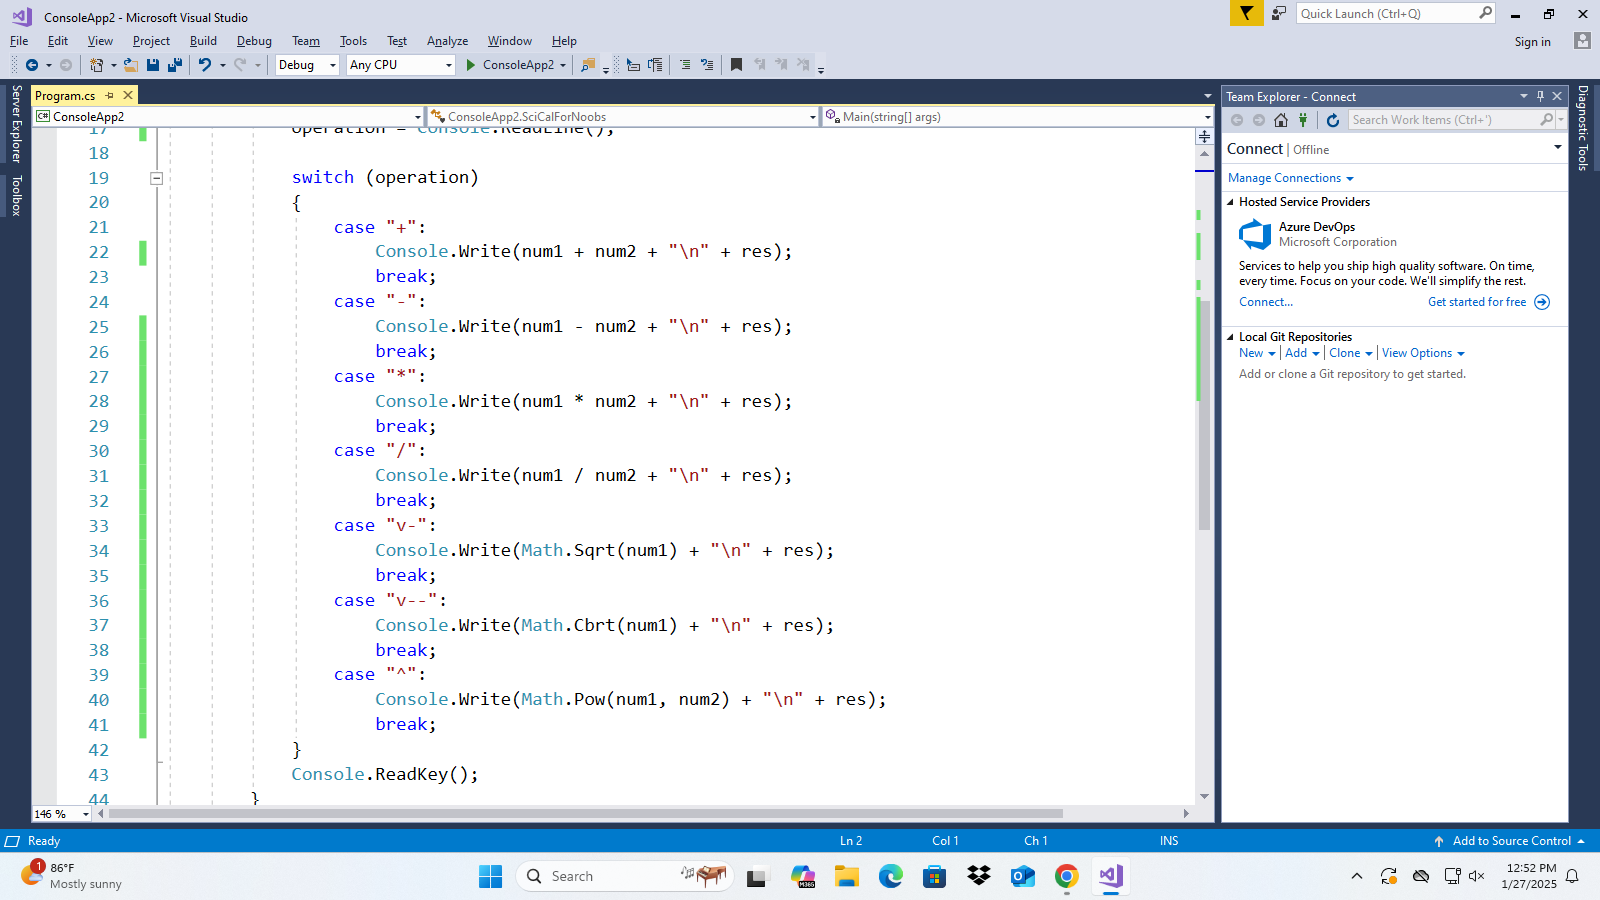 ConsoleApp2 - Microsoft Visual Studio
Quick Launch (Ctrl+Q)
File Edit View Project Build Debug Team Tools Test Analyze Window Help
Sign in
Debug Any CPU ConsoleApp2
Server Explorer
Toolbox
Program.cs
ConsoleApp2 ConsoleApp2.SciCalForNoobs Main(string[] args)
17 operation = Console.ReadLine();
18
19 switch (operation)
20 {
21 case "+":
22 Console.Write(num1 + num2 + "\n" + res);
23 break;
24 case "-":
25 Console.Write(num1 - num2 + "\n" + res);
26 break;
27 case "*":
28 Console.Write(num1 * num2 + "\n" + res);
29 break;
30 case "/":
31 Console.Write(num1 / num2 + "\n" + res);
32 break;
33 case "v-":
34 Console.Write(Math.Sqrt(num1) + "\n" + res);
35 break;
36 case "v--":
37 Console.Write(Math.Cbrt(num1) + "\n" + res);
38 break;
39 case "^":
40 Console.Write(Math.Pow(num1, num2) + "\n" + res);
41 break;
42 }
43 Console.ReadKey();
44 }
146 %
Team Explorer - Connect
Search Work Items (Ctrl+')
Connect | Offline
Manage Connections
Hosted Service Providers
Azure DevOps
Microsoft Corporation
Services to help you ship high quality software. On time,
every time. Focus on your code. We'll simplify the rest.
Connect... Get started for free
Local Git Repositories
New | Add | Clone | View Options
Add or clone a Git repository to get started.
Diagnostic Tools
Ready Ln 2 Col 1 Ch 1 INS Add to Source Control
1
86°F
Mostly sunny
Search
M365
12:52 PM
1/27/2025